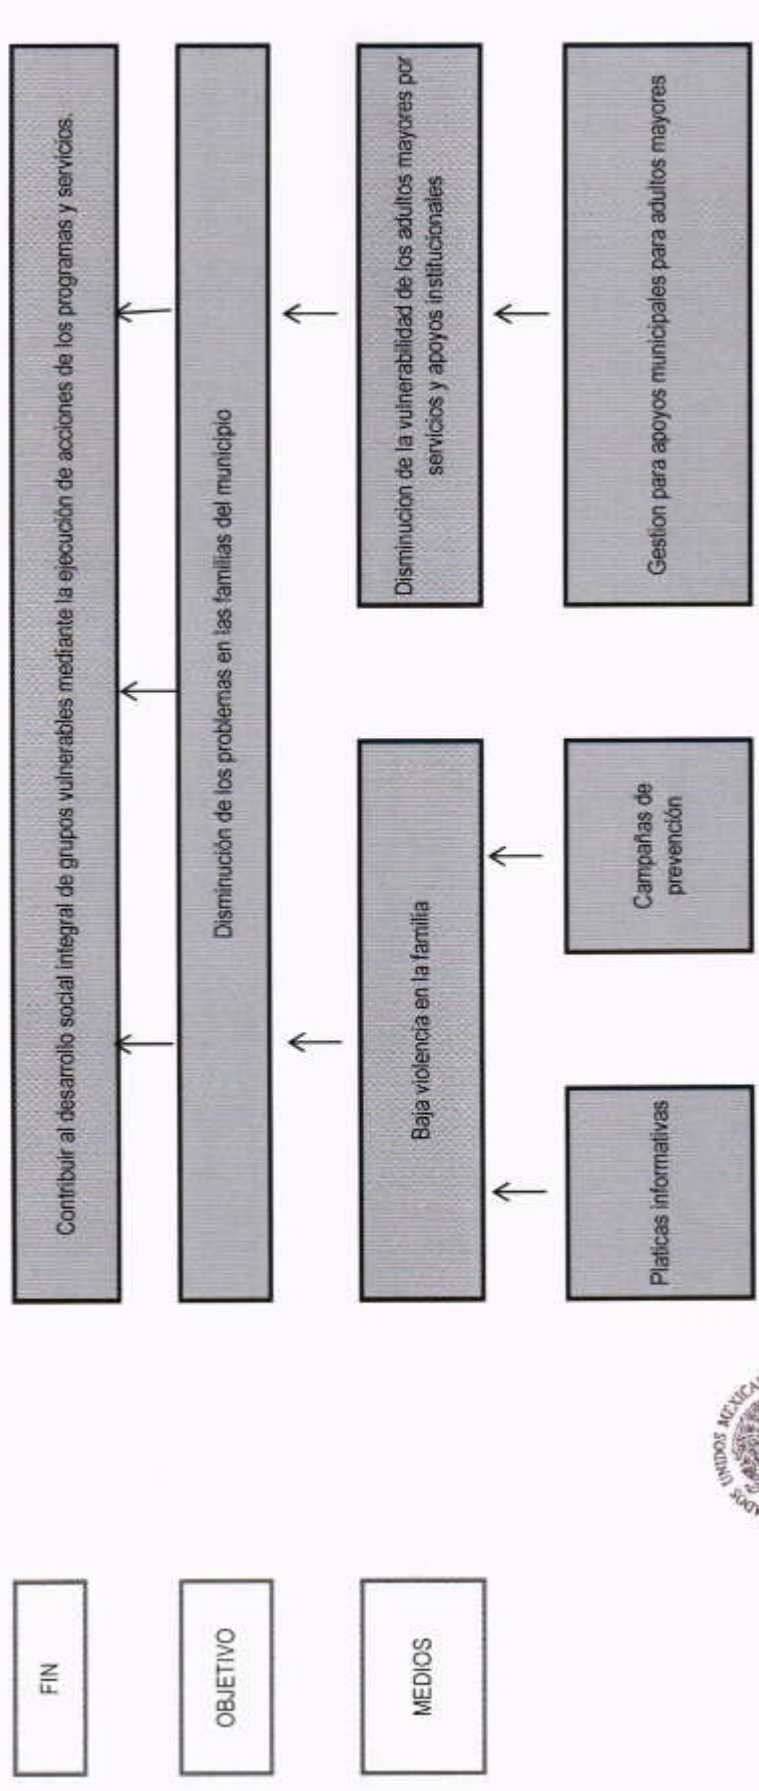 FIN
Contribuir al desarrollo social integral de grupos vulnerables mediante la ejecución de acciones de los programas y servicios.
OBJETIVO
Disminución de los problemas en las familias del municipio
MEDIOS
Baja violencia en la familia
Disminucion de la vulnerabilidad de los adultos mayores por
servicios y apoyos institucionales
Platicas informativas
Campañas de
prevención
Gestion para apoyos municipales para adultos mayores
UNIDOS